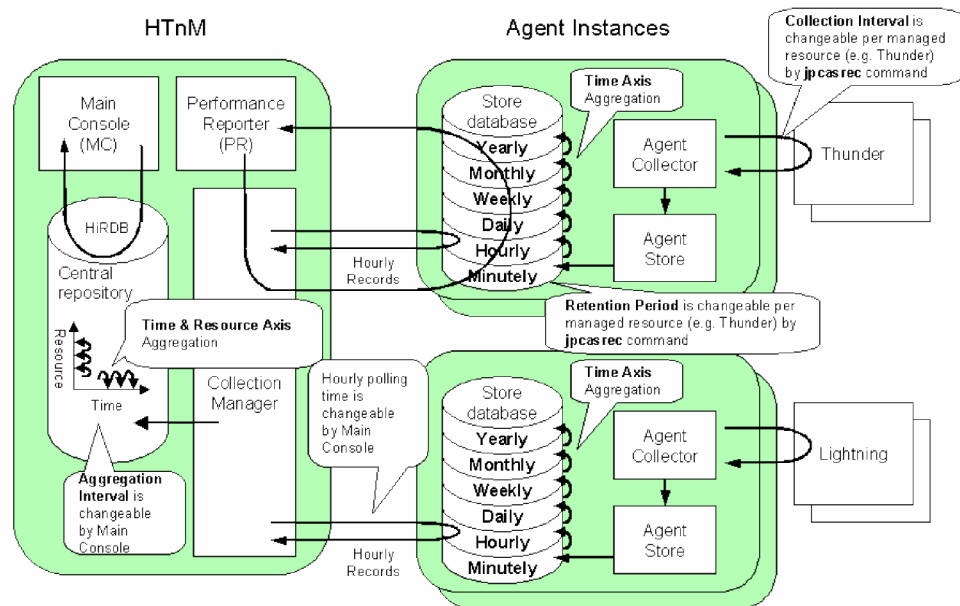 HTnM
Agent Instances
Collection Interval is
changeable per managed
resource (e.g. Thunder)
by jpcasrec command
Main
Console
(MC)
Performance
Reporter
(PR)
HiRDB
Central
repository
Time & Resource Axis
Aggregation
Resource
Time
Aggregation
Interval is
changeable
by Main
Console
Collection
Manager
Hourly
Records
Hourly polling
time is
changeable
by Main
Console
Hourly
Records
Store
database
Yearly
Monthly
Weekly
Daily
Hourly
Minutely
Time Axis
Aggregation
Agent
Collector
Agent
Store
Thunder
Retention Period is changeable per
managed resource (e.g. Thunder) by
jpcasrec command
Store
database
Yearly
Monthly
Weekly
Daily
Hourly
Minutely
Time Axis
Aggregation
Agent
Collector
Agent
Store
Lightning